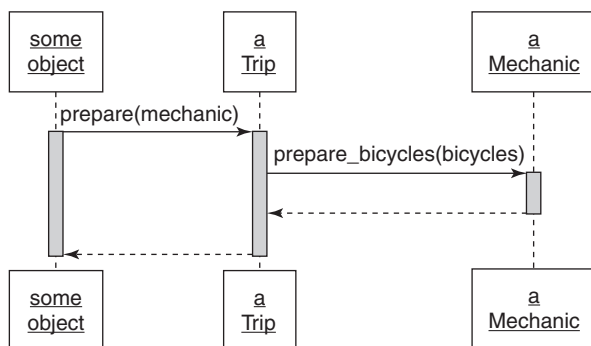 some
object
a
Trip
a
Mechanic
prepare(mechanic)
prepare_bicycles(bicycles)
some
object
a
Trip
a
Mechanic